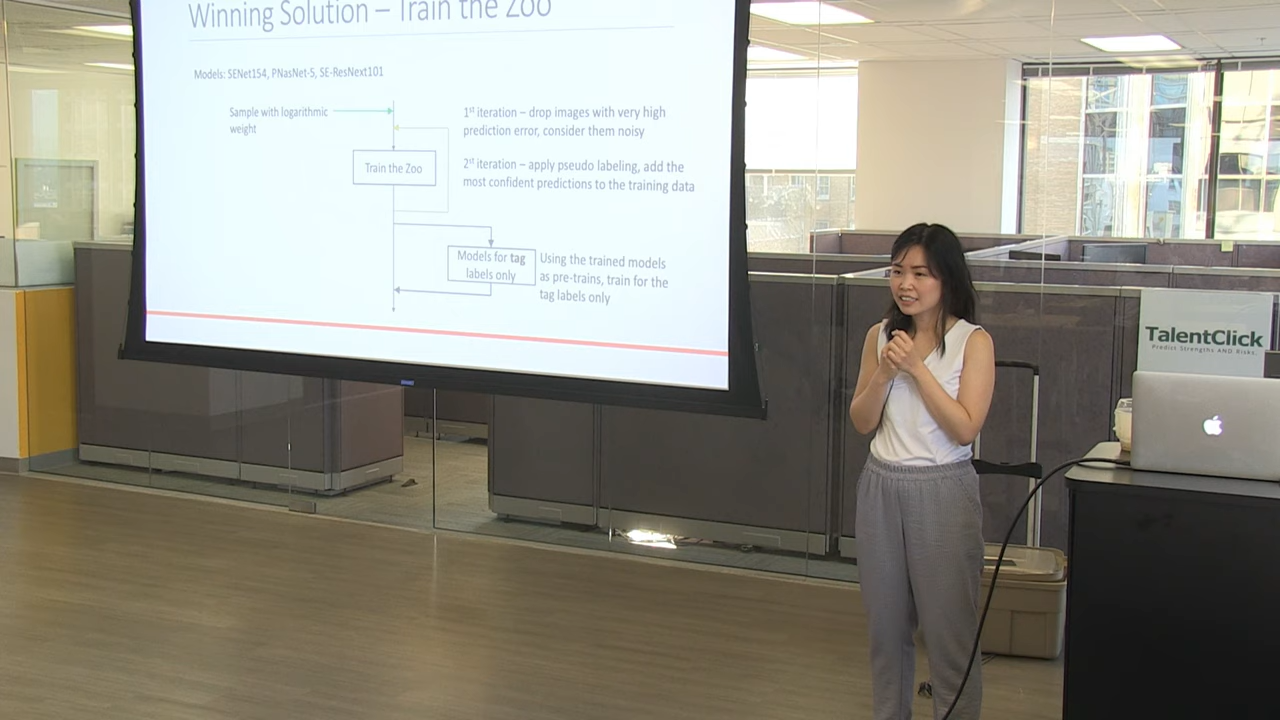 Winning Solution – Train the Zoo
Models: SENet154, PNasNet-5, SE-ResNext101
Sample with logarithmic
weight
1st iteration – drop images with very high
prediction error, consider them noisy
Train the Zoo
2st iteration – apply pseudo labeling, add the
most confident predictions to the training data
Models for tag
labels only
Using the trained models
as pre-trains, train for the
tag labels only
TalentClick
Predict Strengths AND Risks.